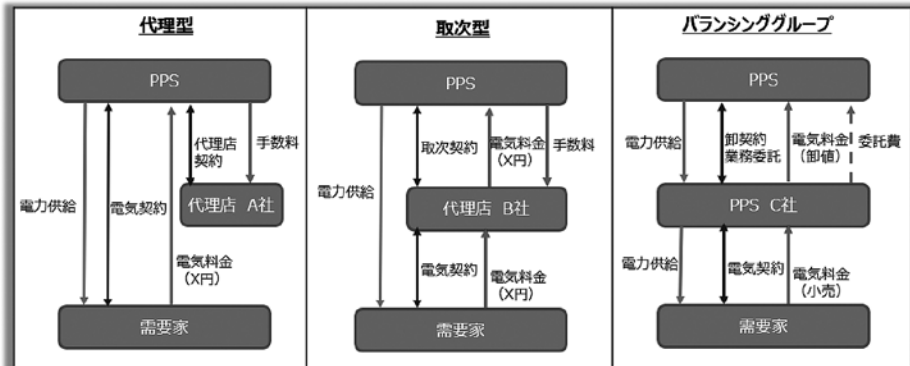 代理型
PPS
代理店
契約
手数料
電力供給
電気契約
代理店 A社
電気料金
(X円)
需要家
取次型
PPS
取次契約
電気料金
(X円)
手数料
電力供給
代理店 B社
電気契約
電気料金
(X円)
需要家
バランシンググループ
PPS
電力供給
卸契約
業務委託
電気料金
(卸値)
委託費
PPS C社
電力供給
電気契約
電気料金
(小売)
需要家